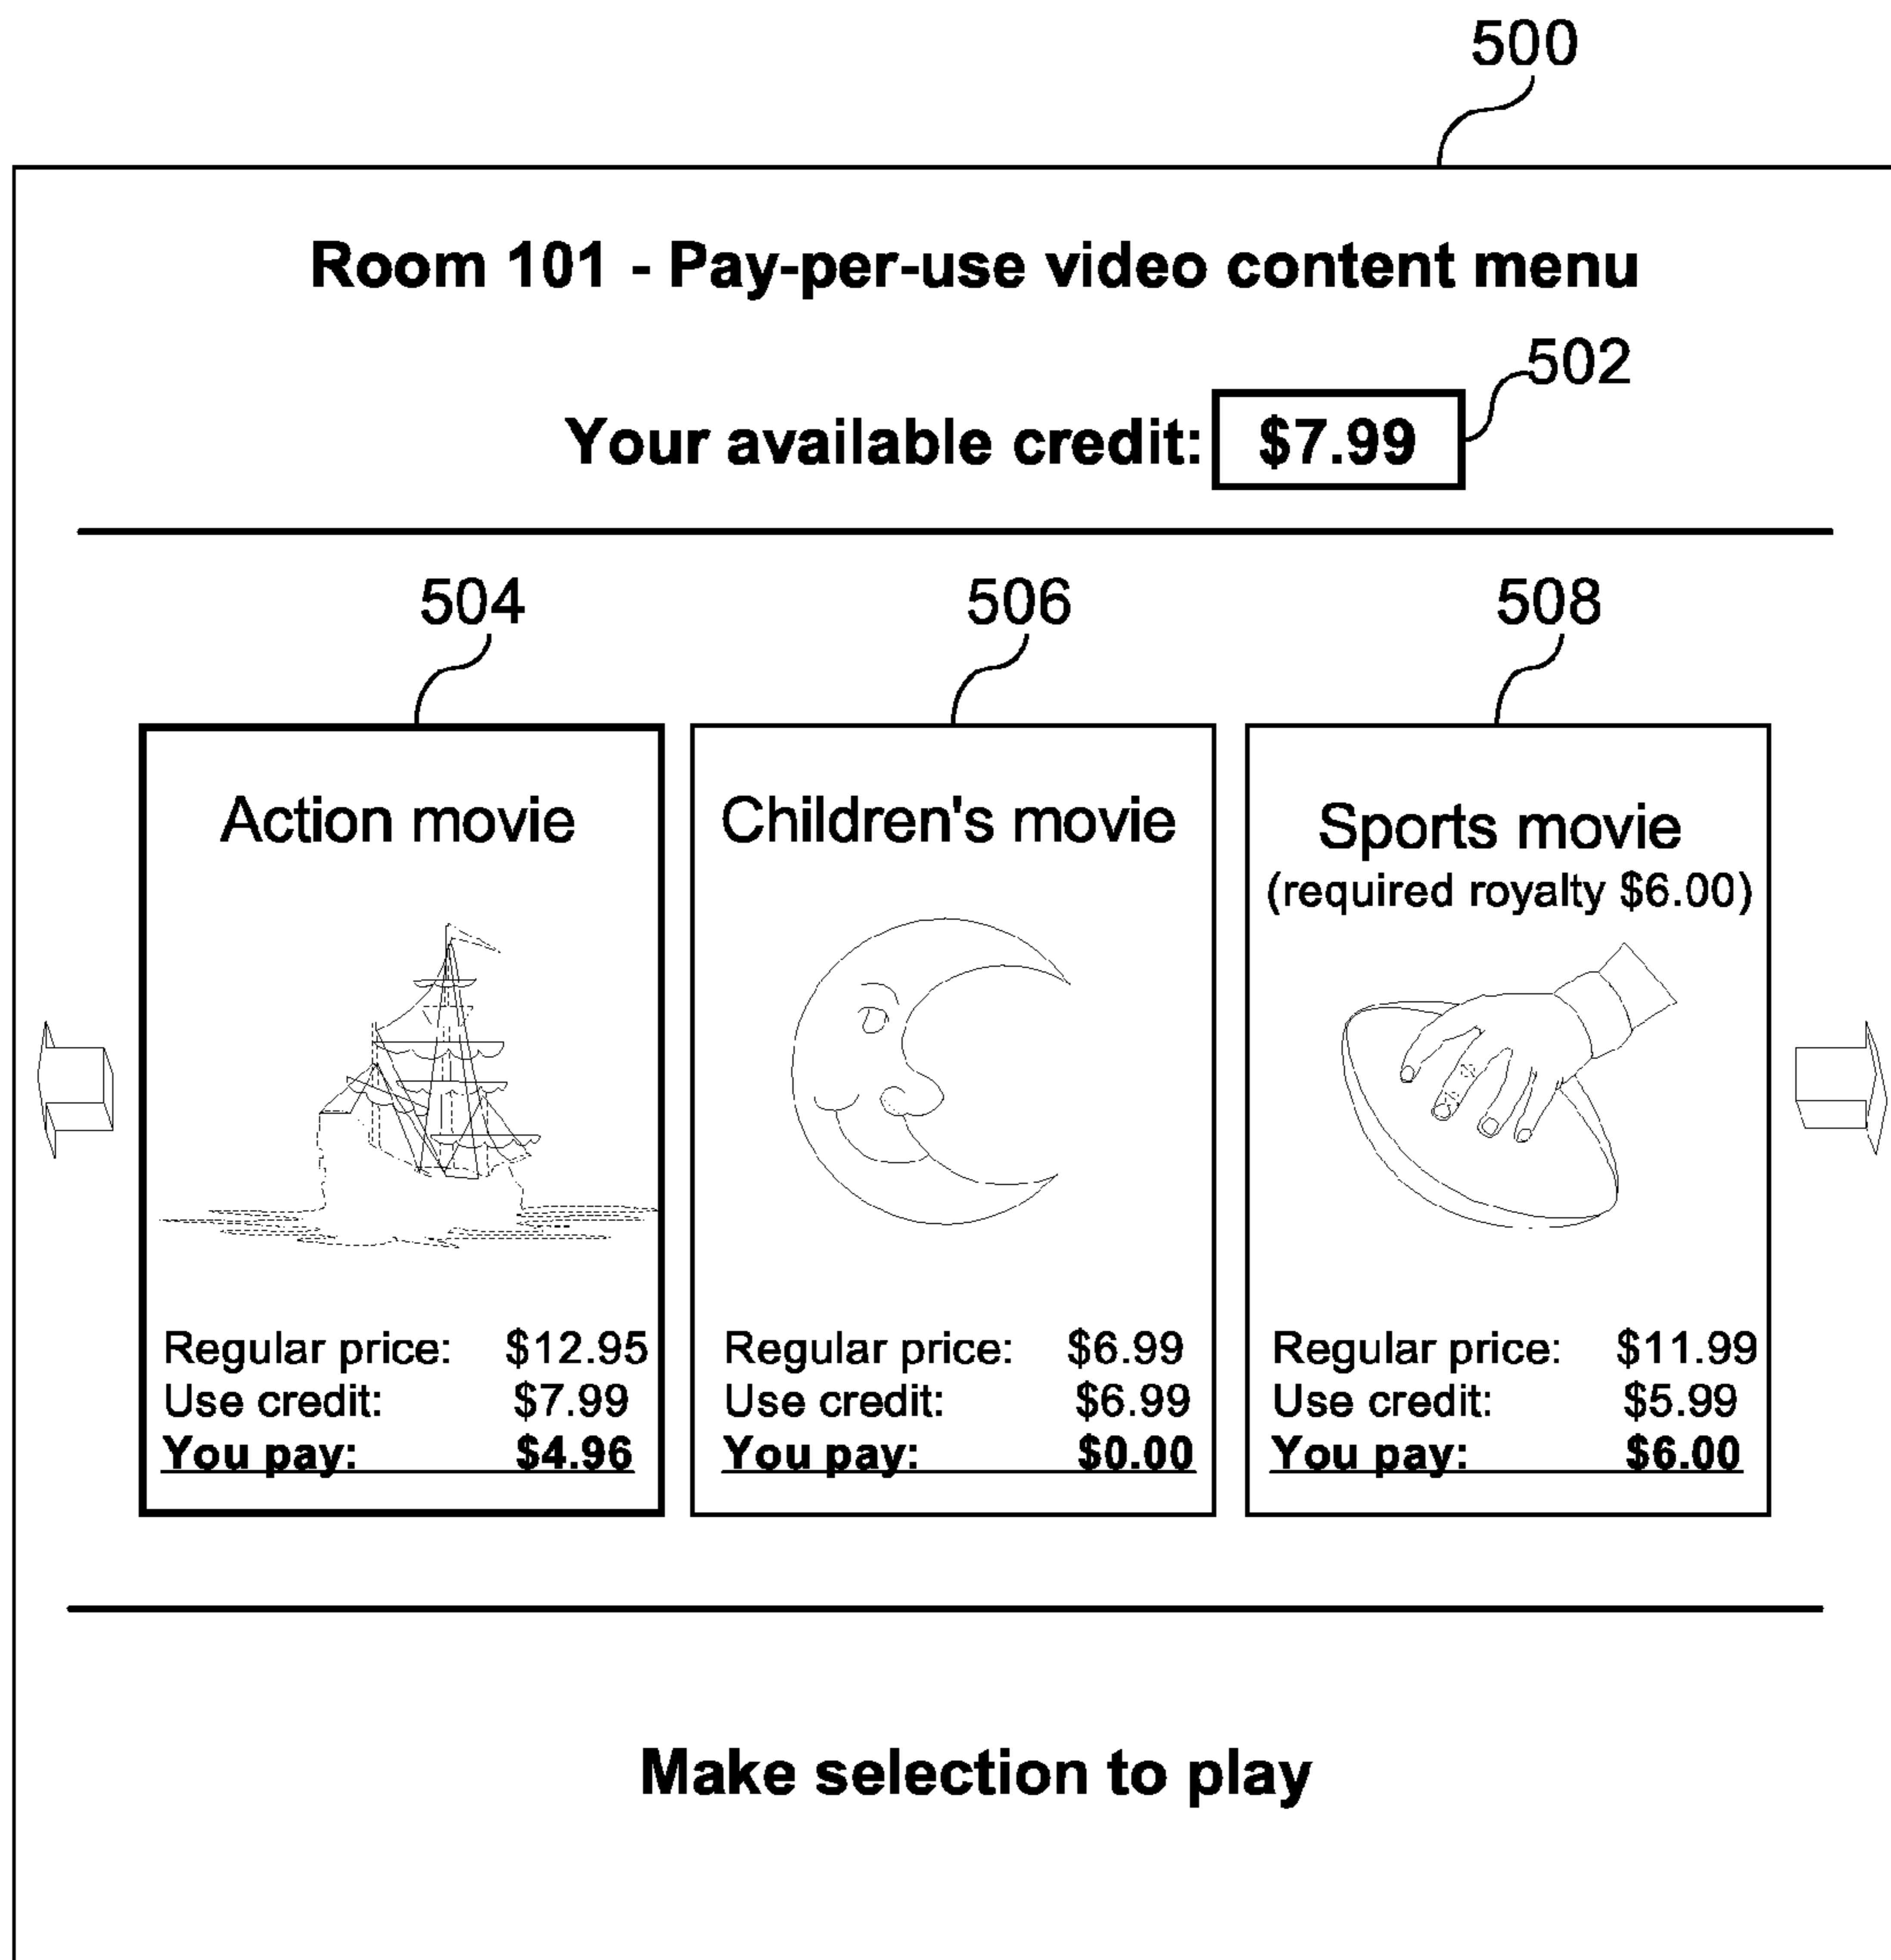 500
Room 101 - Pay-per-use video content menu
502
Your available credit: $7.99
504 506 508
Action movie
Regular price: $12.95
Use credit: $7.99
You pay: $4.96
Children's movie
Regular price: $6.99
Use credit: $6.99
You pay: $0.00
Sports movie
(required royalty $6.00)
Regular price: $11.99
Use credit: $5.99
You pay: $6.00
Make selection to play